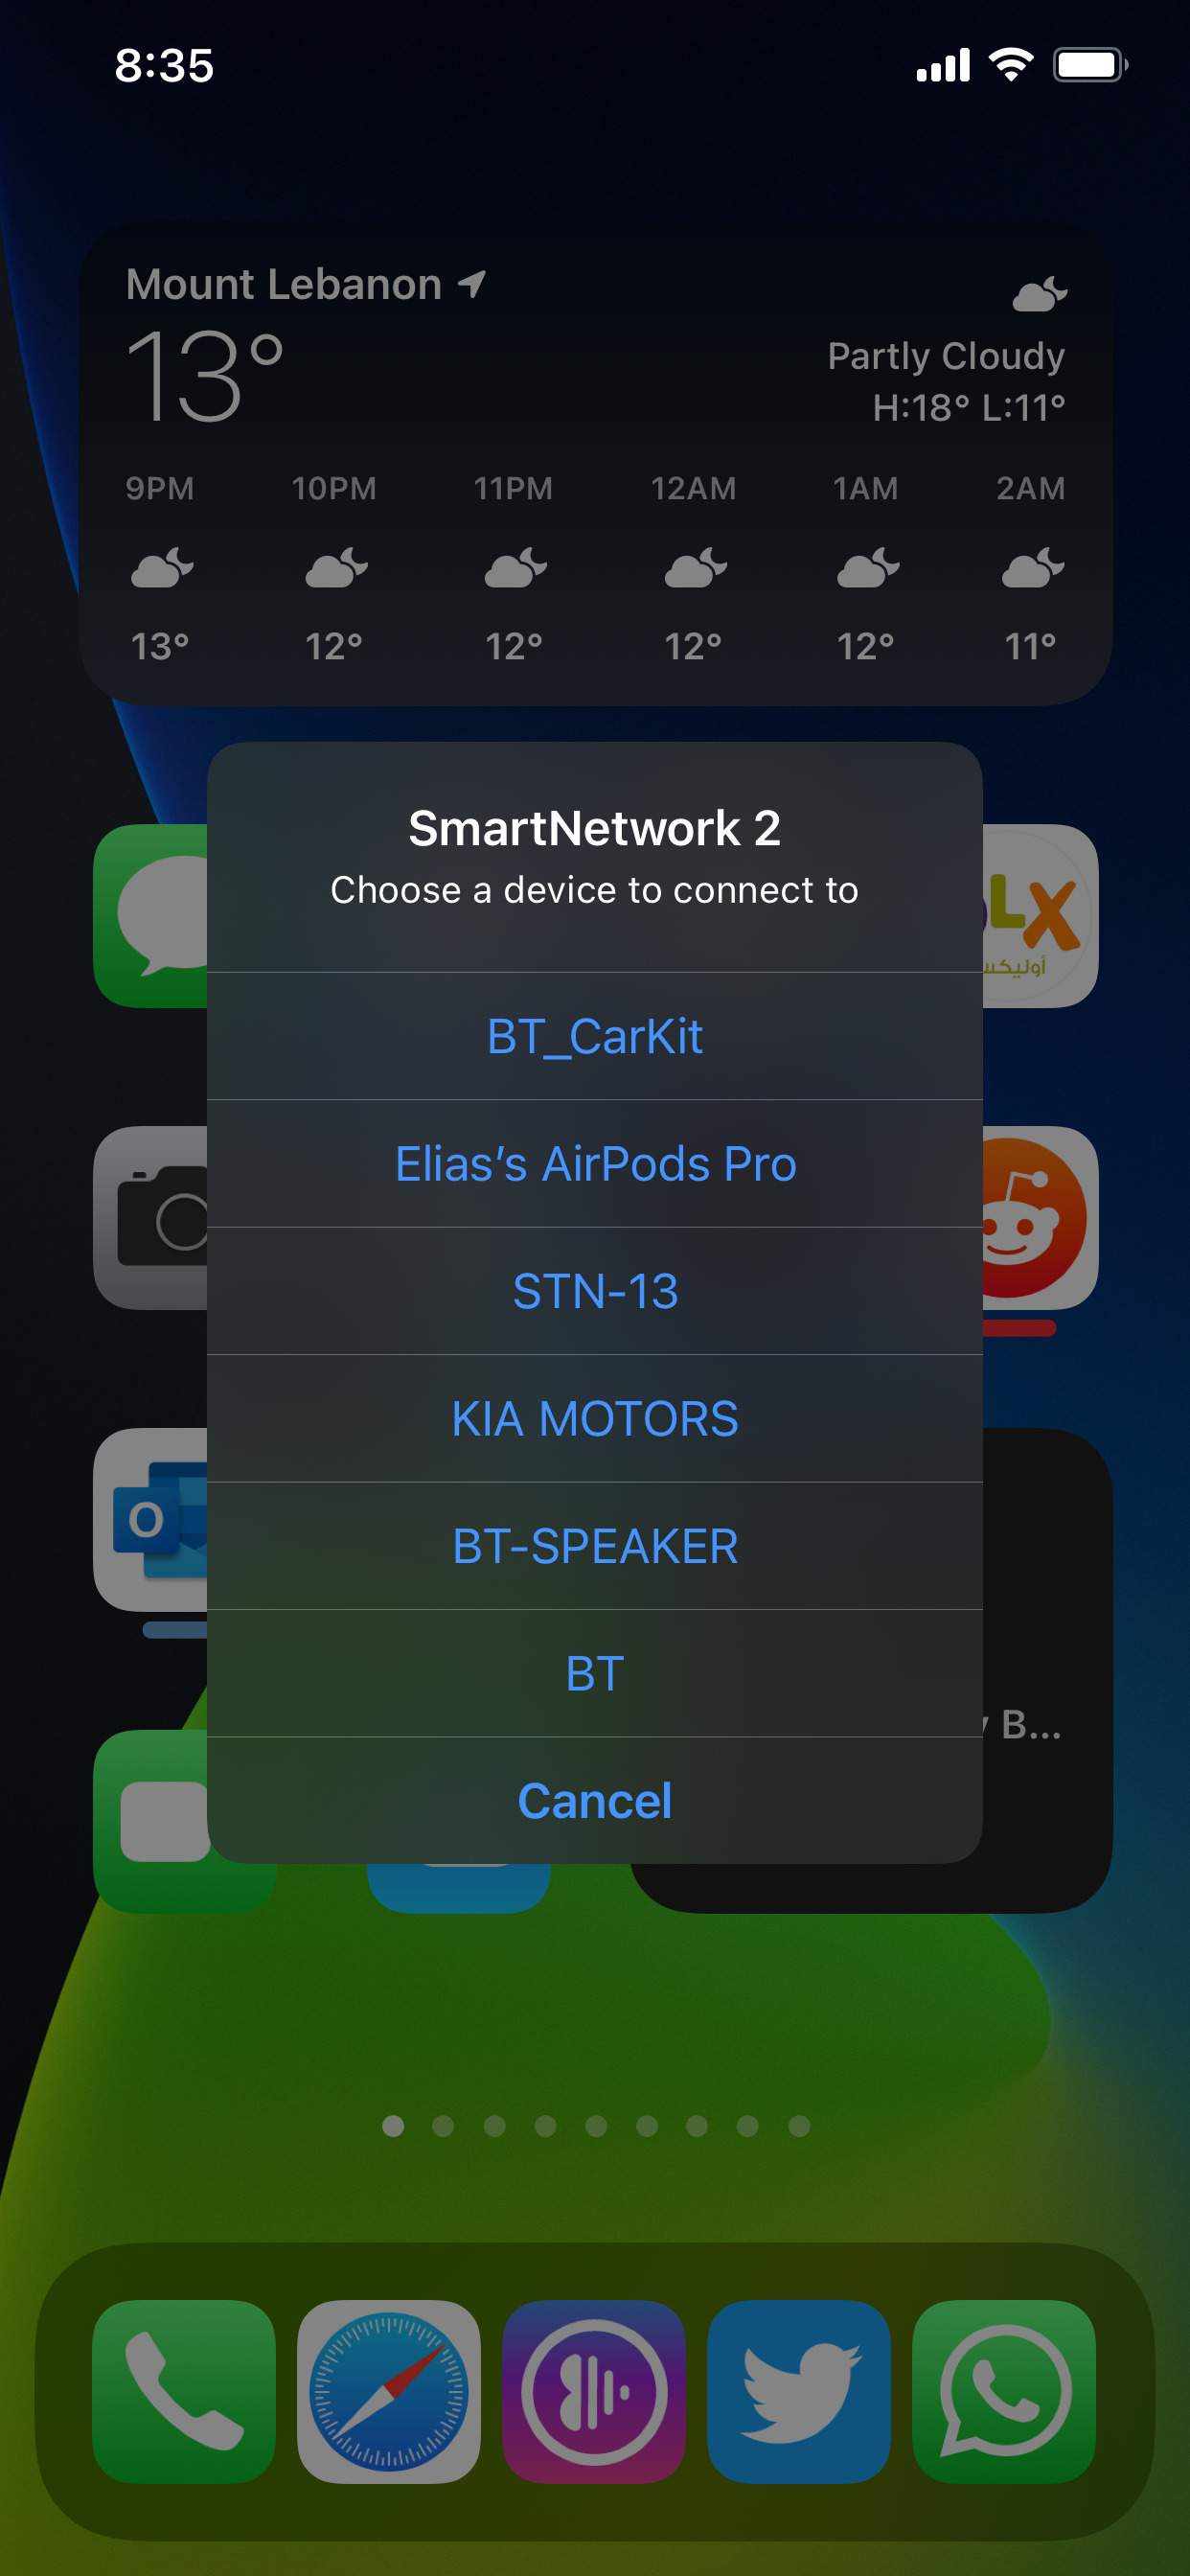 8:35
Mount Lebanon
13°
Partly Cloudy
H:18° L:11°
9PM 10PM 11PM 12AM 1AM 2AM
13° 12° 12° 12° 12° 11°
SmartNetwork 2
Choose a device to connect to
LX
أوليكس
BT_CarKit
Elias’s AirPods Pro
STN-13
KIA MOTORS
O
BT-SPEAKER
BT
B...
Cancel